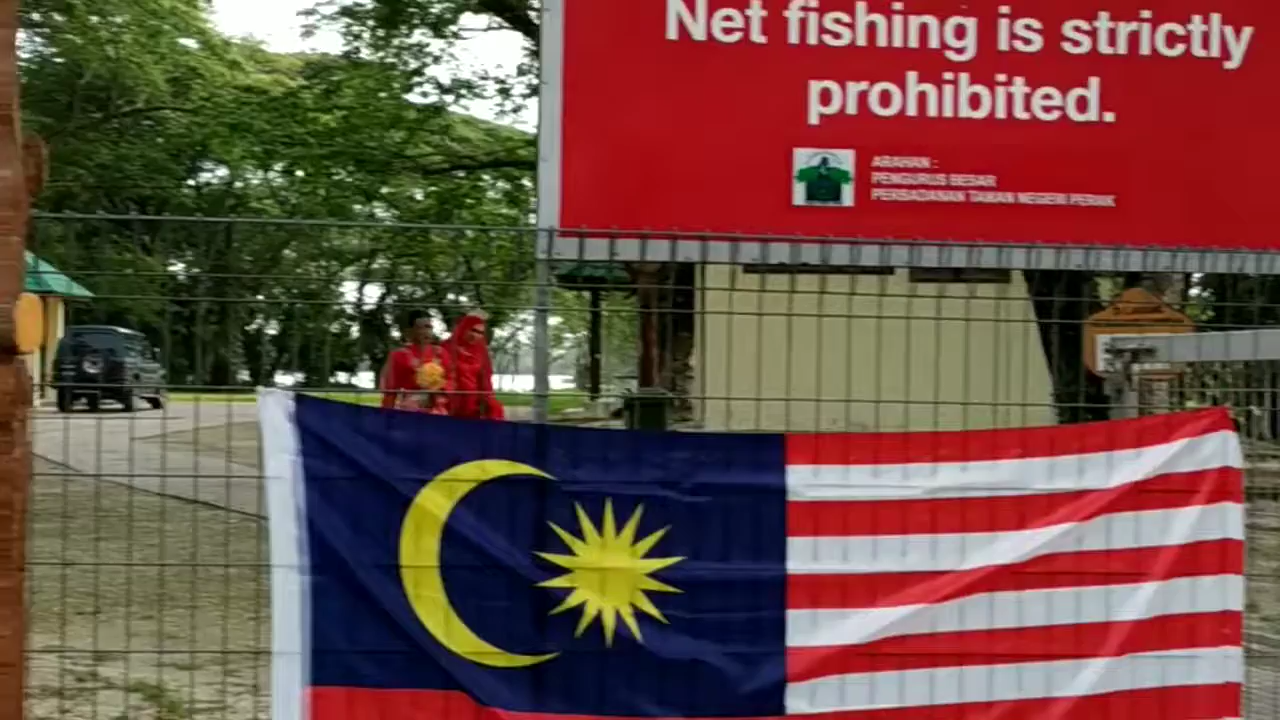 Net fishing is strictly
prohibited.
ARAHAN :
PENGURUS BESAR
PERBADANAN TAMAN NEGERI PERAK